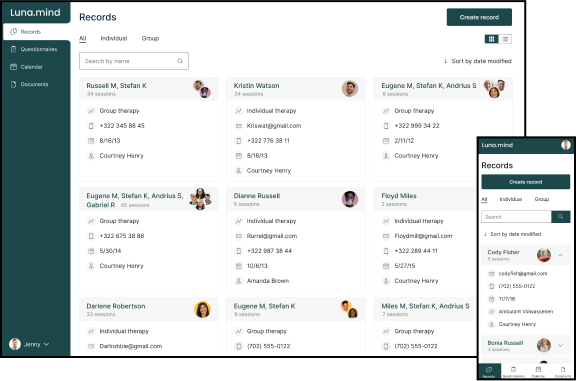 Luna.mind
Records
Questionnaires
Calendar
Documents
Jenny
Records
Create record
All
Individual
Group
Search by name
↓ Sort by date modified
Russell M, Stefan K
34 sessions
Group therapy
+322 345 88 45
8/16/13
Courtney Henry
Kristin Watson
34 sessions
Individual therapy
Kriswat@gmail.com
+322 776 38 11
8/16/13
Courtney Henry
Eugene M, Stefan K, Andrius S
6 sessions
Group therapy
+322 999 34 22
2/11/12
Courtney Henry
Eugene M, Stefan K, Andrius S,
Gabriel R 45 sessions
Group therapy
+322 675 38 88
5/30/14
Courtney Henry
Dianne Russell
6 sessions
Individual therapy
Rurrel@gmail.com
+322 987 38 44
10/6/13
Amanda Brown
Floyd Miles
2 sessions
Individual therapy
Floydmill@gmail.com
+322 289 44 11
5/27/15
Courtney Henry
Darlene Robertson
33 sessions
Individual therapy
Darlrobbie@gmail.com
Eugene M, Stefan K
9 sessions
Group therapy
(702) 555-0122
Miles M, Stefan K, Andrius S
7 sessions
Group therapy
(702) 555-0122
Luna.mind
Records
Create record
All
Individual
Group
Search
↓ Sort by date modified
Cody Fisher
5 sessions
codyfish@gmail.com
(702) 555-0122
11/7/16
Ambulant Volwassenen
Courtney Henry
Bonia Russell
3 sessions
Records
Questionnaires
Calendar
Documents